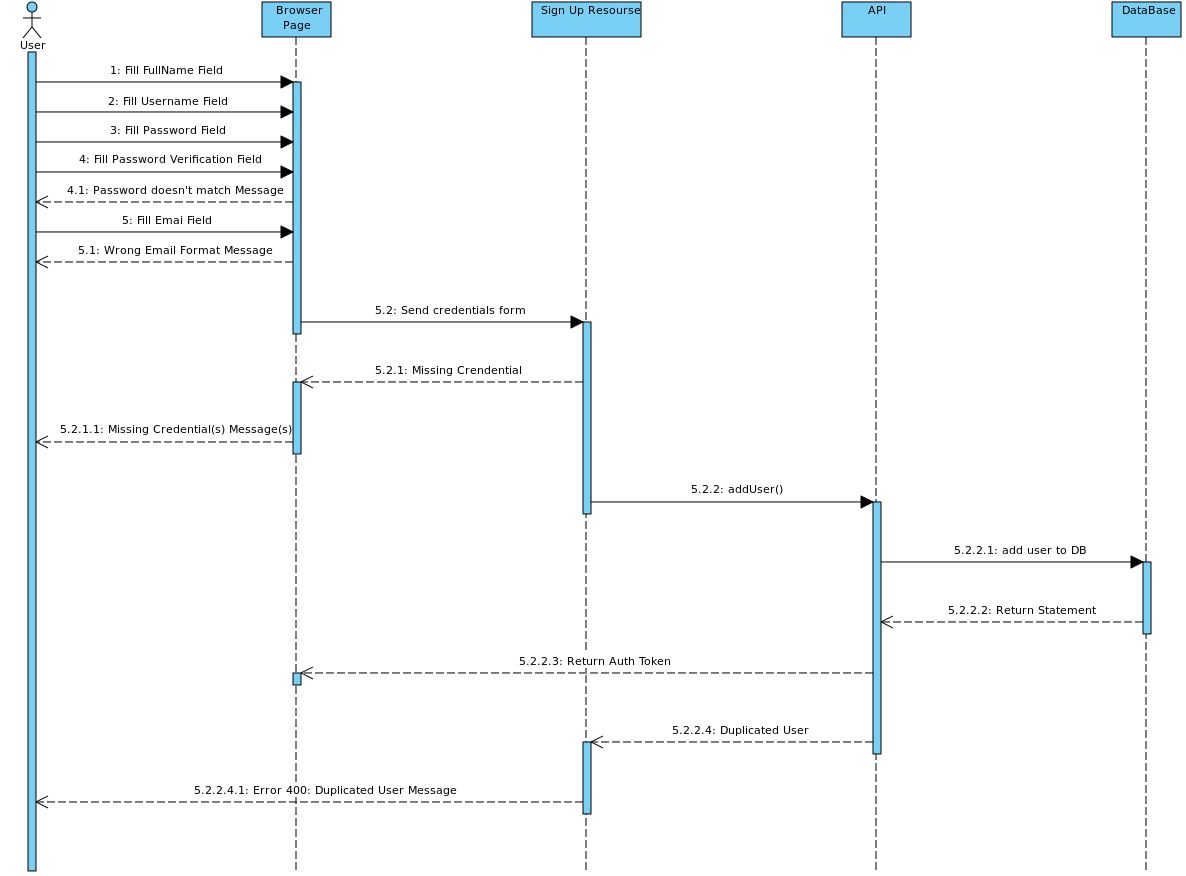 Browser
Page
Sign Up Resourse
API
DataBase
User
1: Fill FullName Field
2: Fill Username Field
3: Fill Password Field
4: Fill Password Verification Field
4.1: Password doesn't match Message
5: Fill Emai Field
5.1: Wrong Email Format Message
5.2: Send credentials form
5.2.1: Missing Crendential
5.2.1.1: Missing Credential(s) Message(s)
5.2.2: addUser()
5.2.2.1: add user to DB
5.2.2.2: Return Statement
5.2.2.3: Return Auth Token
5.2.2.4: Duplicated User
5.2.2.4.1: Error 400: Duplicated User Message